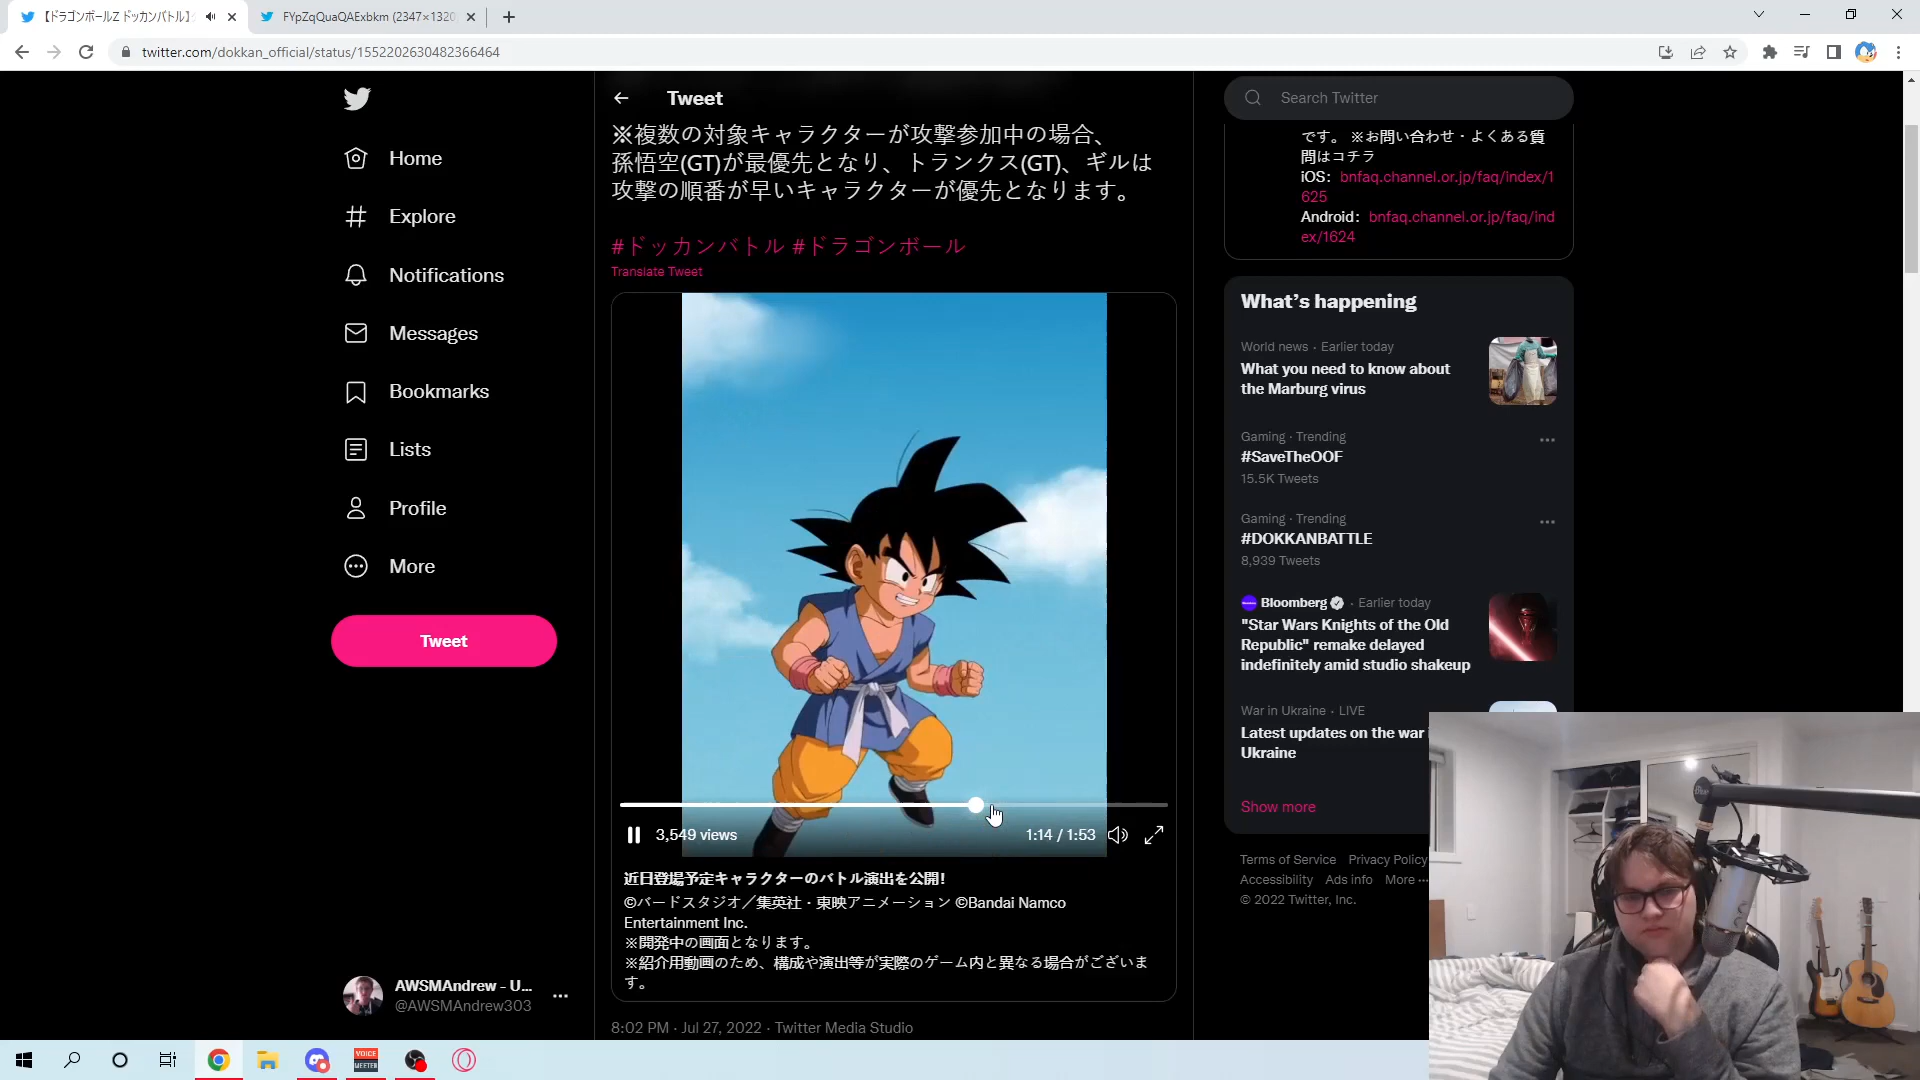 【ドラゴンボールZ ドッカンバトル】
FYpZqQuaQAExbkm (2347×1320
twitter.com/dokkan_official/status/1552202630482366464
Home
Explore
Notifications
Messages
Bookmarks
Lists
Profile
More
Tweet
AWSMAndrew - U...
@AWSMAndrew303
Tweet
※複数の対象キャラクターが攻撃参加中の場合、
孫悟空(GT)が最優先となり、トランクス(GT)、ギルは
攻撃の順番が早いキャラクターが優先となります。
#ドッカンバトル #ドラゴンボール
Translate Tweet
3,549 views
1:14 / 1:53
近日登場予定キャラクターのバトル演出を公開!
©バードスタジオ／集英社・東映アニメーション ©Bandai Namco
Entertainment Inc.
※開発中の画面となります。
※紹介用動画のため、構成や演出等が実際のゲーム内と異なる場合がございま
す。
8:02 PM · Jul 27, 2022 · Twitter Media Studio
Search Twitter
です。 ※お問い合わせ・よくある質
問はコチラ
iOS: bnfaq.channel.or.jp/faq/index/1
625
Android: bnfaq.channel.or.jp/faq/ind
ex/1624
What's happening
World news · Earlier today
What you need to know about
the Marburg virus
Gaming · Trending
#SaveTheOOF
15.5K Tweets
Gaming · Trending
#DOKKANBATTLE
8,939 Tweets
Bloomberg · Earlier today
"Star Wars Knights of the Old
Republic" remake delayed
indefinitely amid studio shakeup
War in Ukraine · LIVE
Latest updates on the war
Ukraine
Show more
Terms of Service Privacy Policy
Accessibility Ads info More ···
© 2022 Twitter, Inc.
VOICE
MEETER